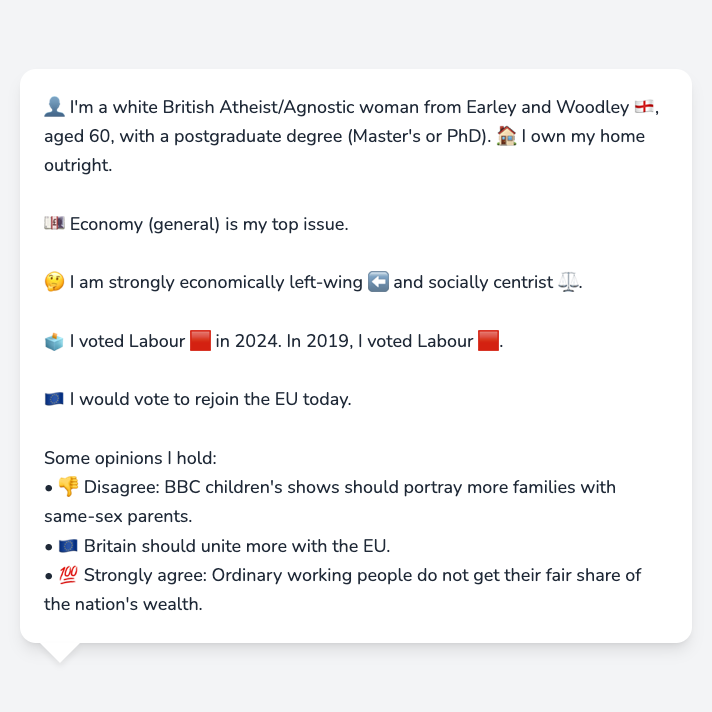 👤 I'm a white British Atheist/Agnostic woman from Earley and Woodley 🏴󠁧󠁢󠁥󠁮󠁧󠁿,
aged 60, with a postgraduate degree (Master's or PhD). 🏠 I own my home
outright.
💷 Economy (general) is my top issue.
🤔 I am strongly economically left-wing ⬅️ and socially centrist ⚖️.
🗳️ I voted Labour 🟥 in 2024. In 2019, I voted Labour 🟥.
🇪🇺 I would vote to rejoin the EU today.
Some opinions I hold:
• 👎 Disagree: BBC children's shows should portray more families with
same-sex parents.
• 🇪🇺 Britain should unite more with the EU.
• 💯 Strongly agree: Ordinary working people do not get their fair share of
the nation's wealth.